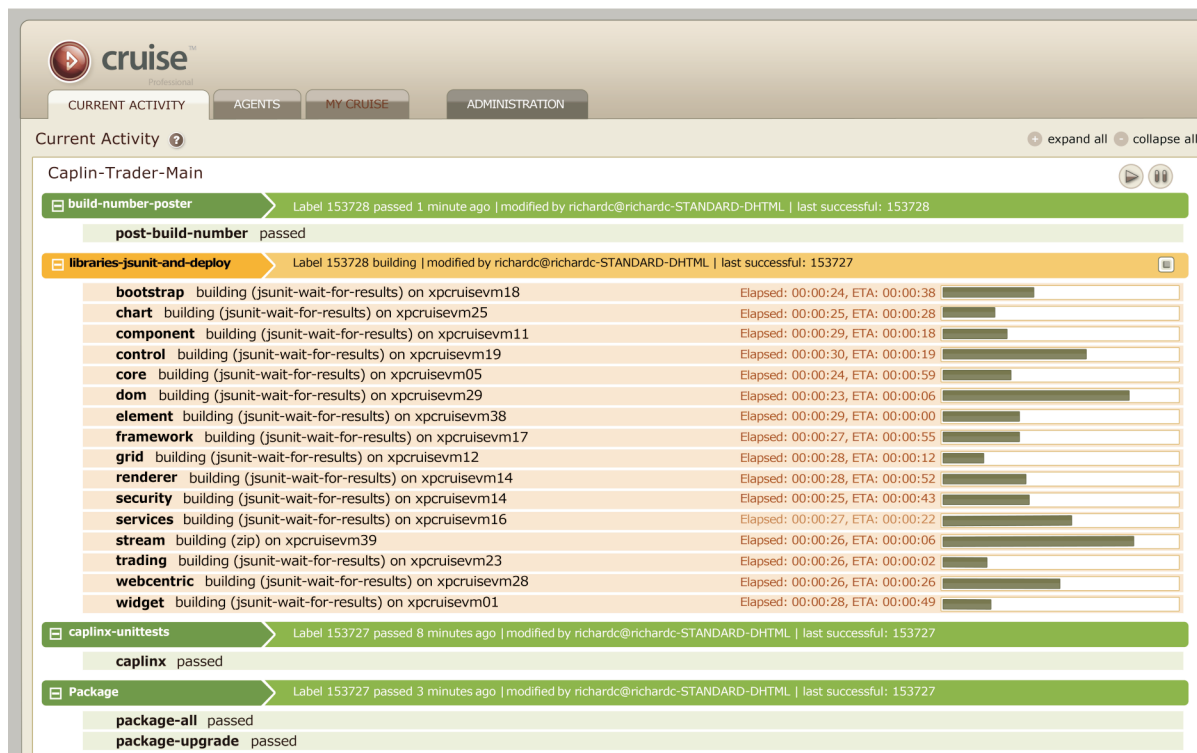 cruise™
Professional
CURRENT ACTIVITY AGENTS MY CRUISE ADMINISTRATION
Current Activity ? + expand all - collapse all
Caplin-Trader-Main
build-number-poster Label 153728 passed 1 minute ago | modified by richardc@richardc-STANDARD-DHTML | last successful: 153728
post-build-number passed
libraries-jsunit-and-deploy Label 153728 building | modified by richardc@richardc-STANDARD-DHTML | last successful: 153727
bootstrap building (jsunit-wait-for-results) on xpcruisevm18 Elapsed: 00:00:24, ETA: 00:00:38
chart building (jsunit-wait-for-results) on xpcruisevm25 Elapsed: 00:00:25, ETA: 00:00:28
component building (jsunit-wait-for-results) on xpcruisevm11 Elapsed: 00:00:29, ETA: 00:00:18
control building (jsunit-wait-for-results) on xpcruisevm19 Elapsed: 00:00:30, ETA: 00:00:19
core building (jsunit-wait-for-results) on xpcruisevm05 Elapsed: 00:00:24, ETA: 00:00:59
dom building (jsunit-wait-for-results) on xpcruisevm29 Elapsed: 00:00:23, ETA: 00:00:06
element building (jsunit-wait-for-results) on xpcruisevm38 Elapsed: 00:00:29, ETA: 00:00:00
framework building (jsunit-wait-for-results) on xpcruisevm17 Elapsed: 00:00:27, ETA: 00:00:55
grid building (jsunit-wait-for-results) on xpcruisevm12 Elapsed: 00:00:28, ETA: 00:00:12
renderer building (jsunit-wait-for-results) on xpcruisevm14 Elapsed: 00:00:28, ETA: 00:00:52
security building (jsunit-wait-for-results) on xpcruisevm14 Elapsed: 00:00:25, ETA: 00:00:43
services building (jsunit-wait-for-results) on xpcruisevm16 Elapsed: 00:00:27, ETA: 00:00:22
stream building (zip) on xpcruisevm39 Elapsed: 00:00:26, ETA: 00:00:06
trading building (jsunit-wait-for-results) on xpcruisevm23 Elapsed: 00:00:26, ETA: 00:00:02
webcentric building (jsunit-wait-for-results) on xpcruisevm28 Elapsed: 00:00:26, ETA: 00:00:26
widget building (jsunit-wait-for-results) on xpcruisevm01 Elapsed: 00:00:28, ETA: 00:00:49
caplinx-unittests Label 153727 passed 8 minutes ago | modified by richardc@richardc-STANDARD-DHTML | last successful: 153727
caplinx passed
Package Label 153727 passed 3 minutes ago | modified by richardc@richardc-STANDARD-DHTML | last successful: 153727
package-all passed
package-upgrade passed